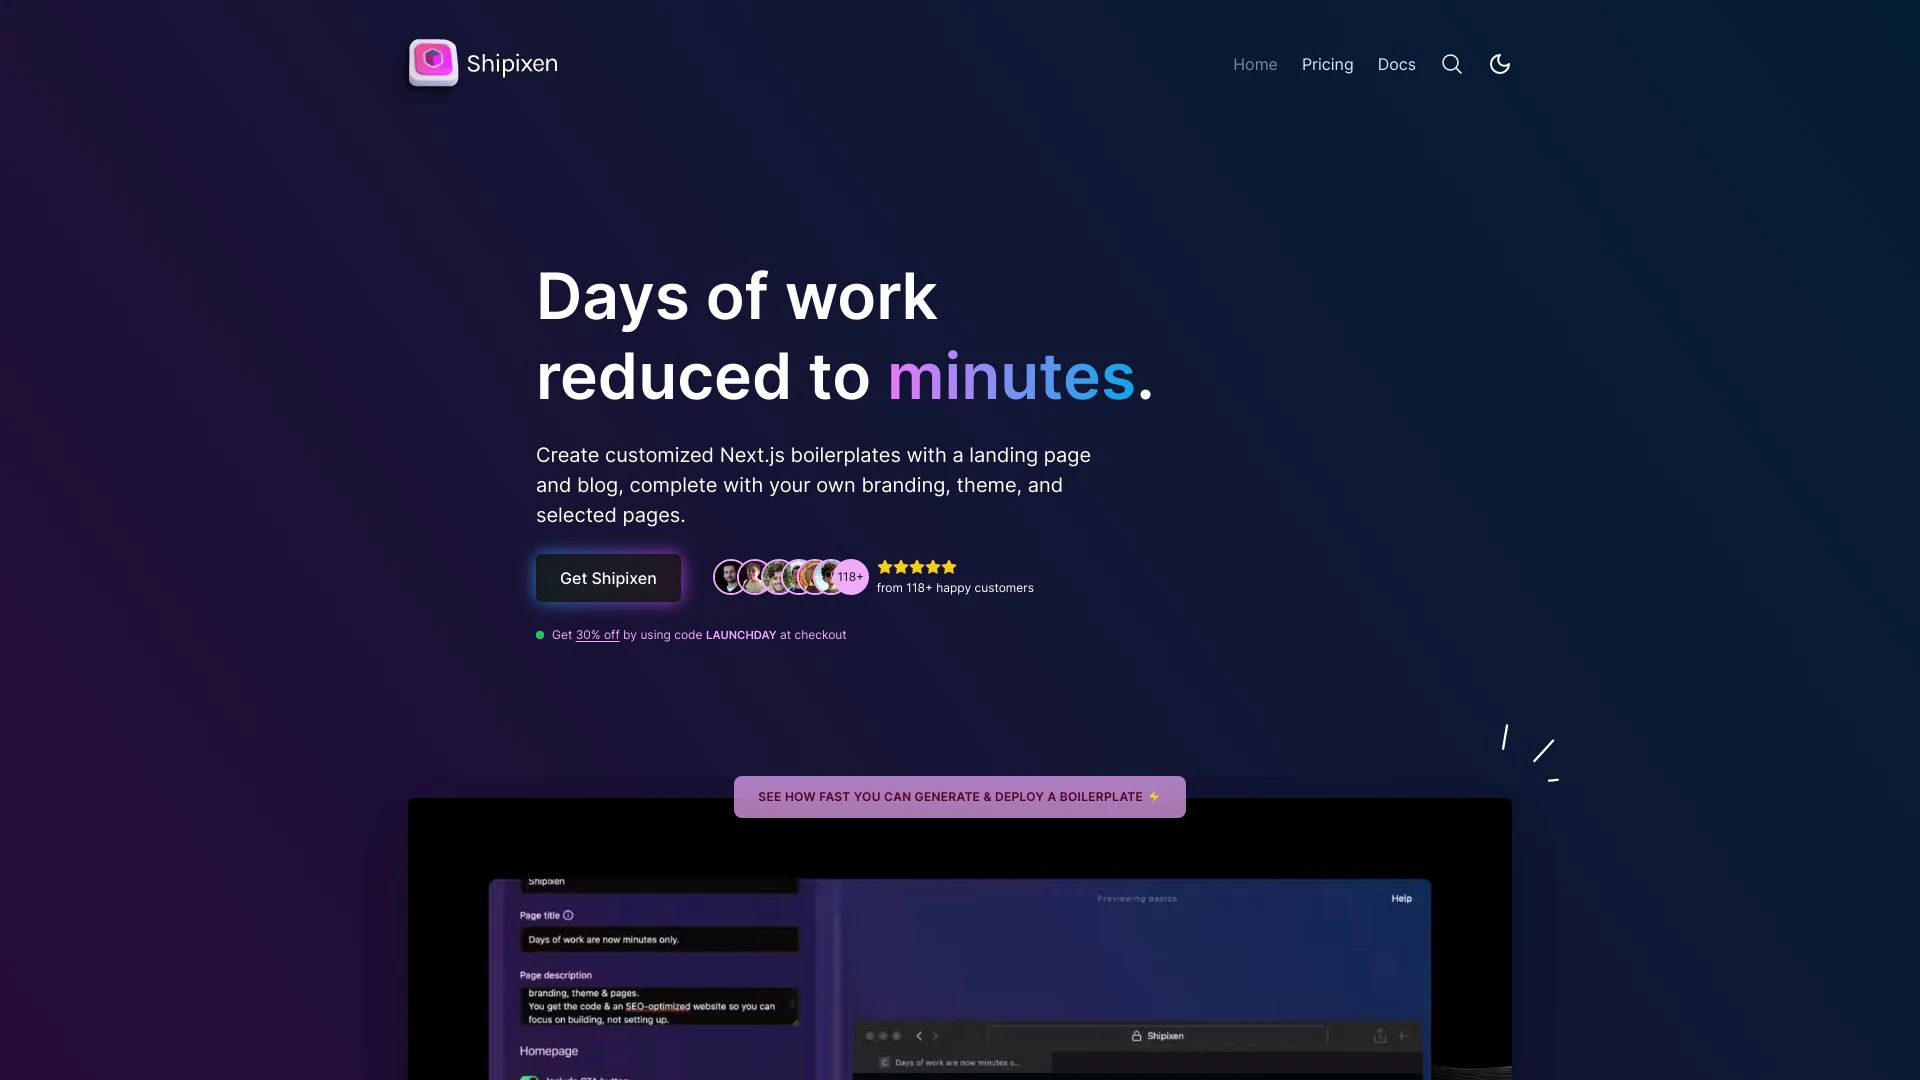 Shipixen
Home
Pricing
Docs
Days of work
reduced to minutes.
Create customized Next.js boilerplates with a landing page
and blog, complete with your own branding, theme, and
selected pages.
Get Shipixen
118+
from 118+ happy customers
Get 30% off by using code LAUNCHDAY at checkout
SEE HOW FAST YOU CAN GENERATE & DEPLOY A BOILERPLATE ⚡
Shipixen
Previewing basics
Help
Page title
Days of work are now minutes only.
Page description
branding, theme & pages.
You get the code & an SEO-optimized website so you can
focus on building, not setting up.
Shipixen
Days of work are now minutes o...
Homepage